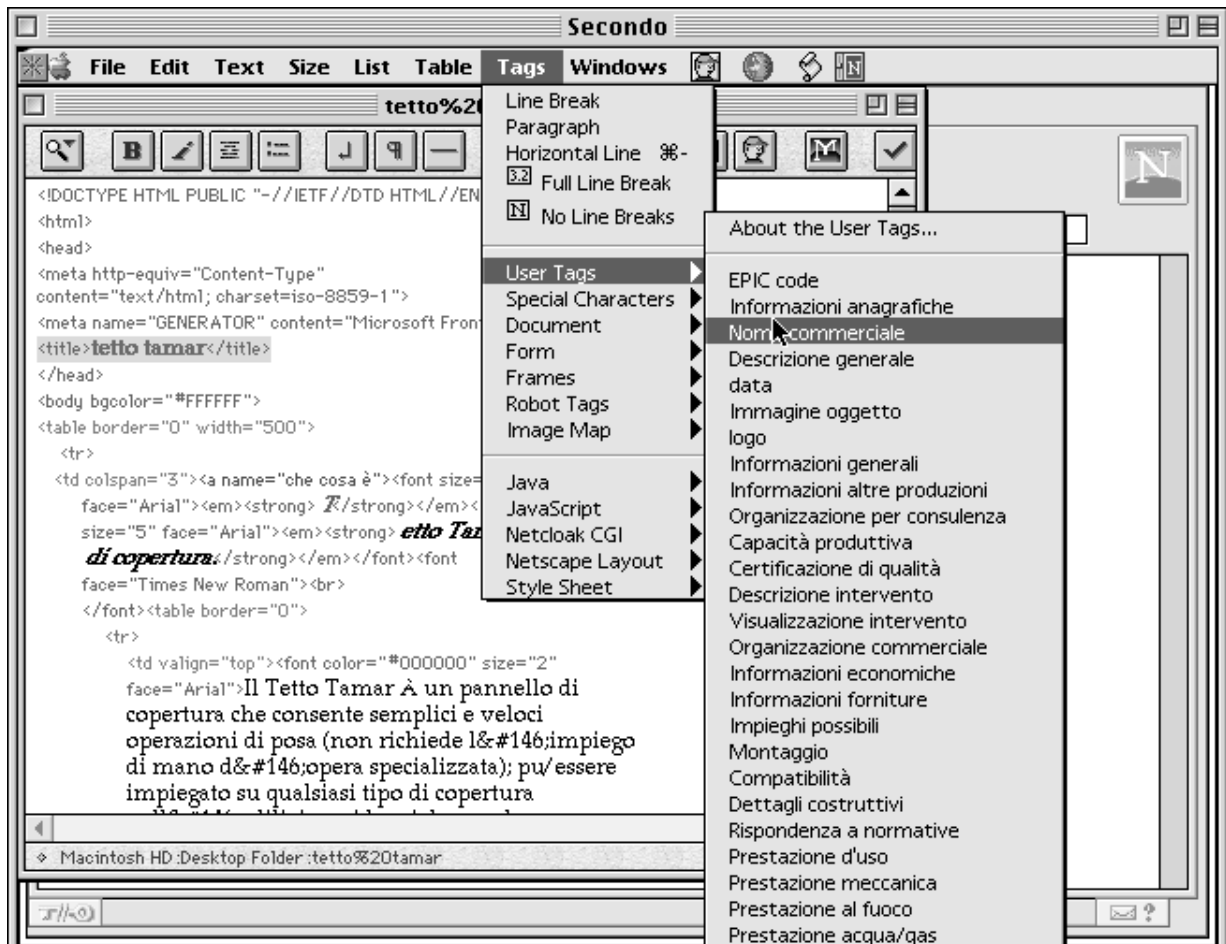 Secondo
File Edit Text Size List Table Tags Windows
tetto%20
Line Break
Paragraph
Horizontal Line ⌘-
3.2 Full Line Break
N No Line Breaks
User Tags
Special Characters
Document
Form
Frames
Robot Tags
Image Map
Java
JavaScript
Netcloak CGI
Netscape Layout
Style Sheet
About the User Tags...
EPIC code
Informazioni anagrafiche
Nome commerciale
Descrizione generale
data
Immagine oggetto
logo
Informazioni generali
Informazioni altre produzioni
Organizzazione per consulenza
Capacità produttiva
Certificazione di qualità
Descrizione intervento
Visualizzazione intervento
Organizzazione commerciale
Informazioni economiche
Informazioni forniture
Impieghi possibili
Montaggio
Compatibilità
Dettagli costruttivi
Rispondenza a normative
Prestazione d'uso
Prestazione meccanica
Prestazione al fuoco
Prestazione acqua/gas
B
N
<!DOCTYPE HTML PUBLIC "-//IETF//DTD HTML//EN
<html>
<head>
<meta http-equiv="Content-Type"
content="text/html; charset=iso-8859-1">
<meta name="GENERATOR" content="Microsoft Fron
<title>tetto tamar</title>
</head>
<body bgcolor="#FFFFFF">
<table border="0" width="500">
<tr>
<td colspan="3"><a name="che cosa è"><font size=
face="Arial"><em><strong> T/strong></em><
size="5" face="Arial"><em><strong> etto Tam
di copertura</strong></em></font><font
face="Times New Roman"><br>
</font><table border="0">
<tr>
<td valign="top"><font color="#000000" size="2"
face="Arial">Il Tetto Tamar À un pannello di
copertura che consente semplici e veloci
operazioni di posa (non richiede l&#146;impiego
di mano d&#146;opera specializzata); pu/essere
impiegato su qualsiasi tipo di copertura
Macintosh HD :Desktop Folder :tetto%20tamar